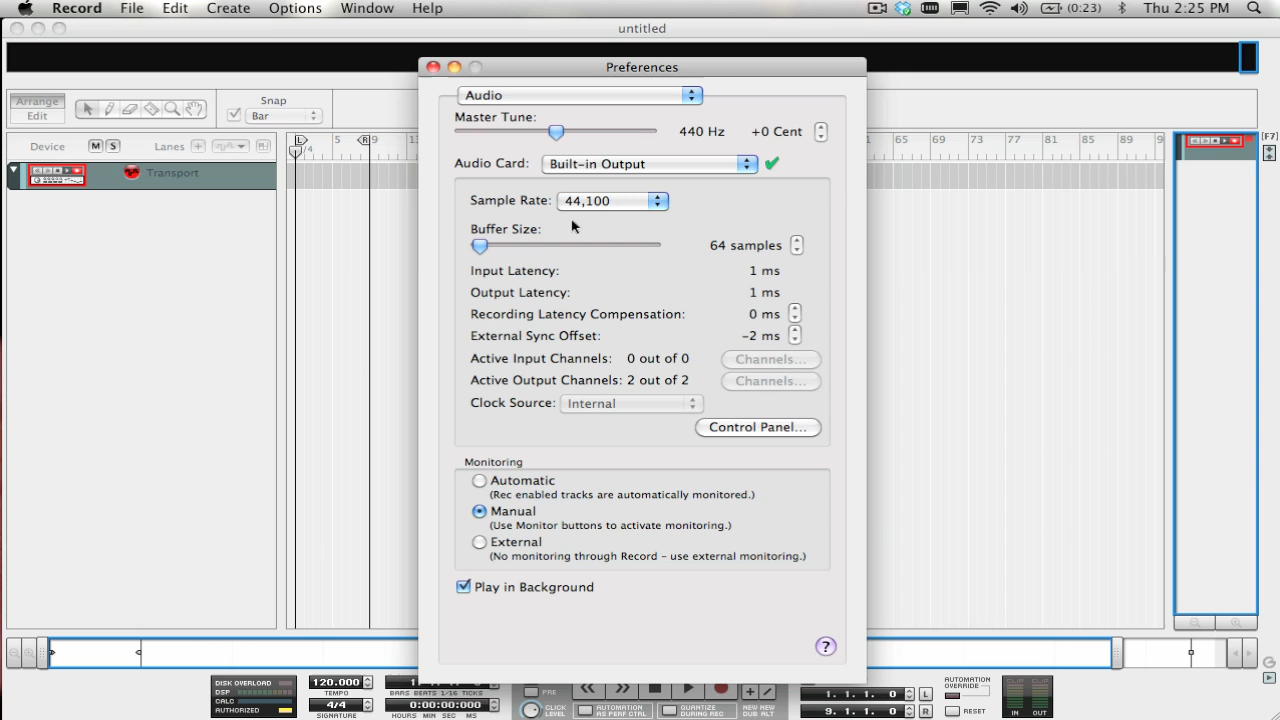 Record File Edit Create Options Window Help (0:23) Thu 2:25 PM
untitled
Preferences
Arrange
Edit
Snap
Bar
Device M S Lanes
5 9 65 69 73 77 81 85 89
Transport
[F7]
Audio
Master Tune:
440 Hz +0 Cent
Audio Card: Built-in Output
Sample Rate: 44,100
Buffer Size:
64 samples
Input Latency: 1 ms
Output Latency: 1 ms
Recording Latency Compensation: 0 ms
External Sync Offset: -2 ms
Active Input Channels: 0 out of 0 Channels...
Active Output Channels: 2 out of 2 Channels...
Clock Source: Internal
Control Panel...
Monitoring
Automatic
(Rec enabled tracks are automatically monitored.)
Manual
(Use Monitor buttons to activate monitoring.)
External
(No monitoring through Record - use external monitoring.)
Play in Background
?
DISK OVERLOAD
DSP
CALC
AUTHORIZED
120.000
TEMPO
4/4
SIGNATURE
BARS BEATS 1/16 TICKS
0:00:00:000
HOURS MIN SEC MS
PRE
CLICK
LEVEL
AUTOMATION
AS PERF CTRL
QUANTIZE
DURING REC
NEW NEW
DUB ALT
1. 1. 1. 0 L
9. 1. 1. 0 R
AUTOMATION
OVERRIDE
RESET
CLIP CLIP
IN OUT